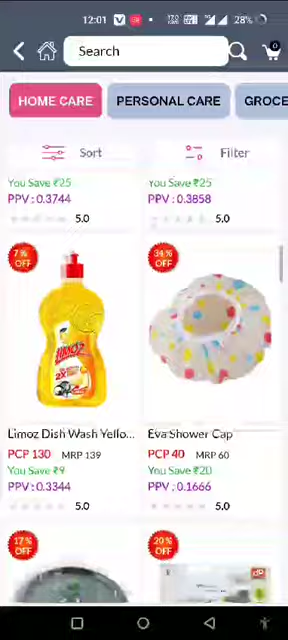 12:01
28%
Search
0
HOME CARE
PERSONAL CARE
GROCE
Sort
Filter
You Save ₹25
You Save ₹25
PPV : 0.3744
PPV : 0.3858
5.0
5.0
7%
OFF
34%
OFF
Limoz
2X
Limoz Dish Wash Yello...
Eva Shower Cap
PCP 130 MRP 139
PCP 40 MRP 60
You Save ₹9
You Save ₹20
PPV : 0.3344
PPV : 0.1666
5.0
5.0
17%
OFF
20%
OFF